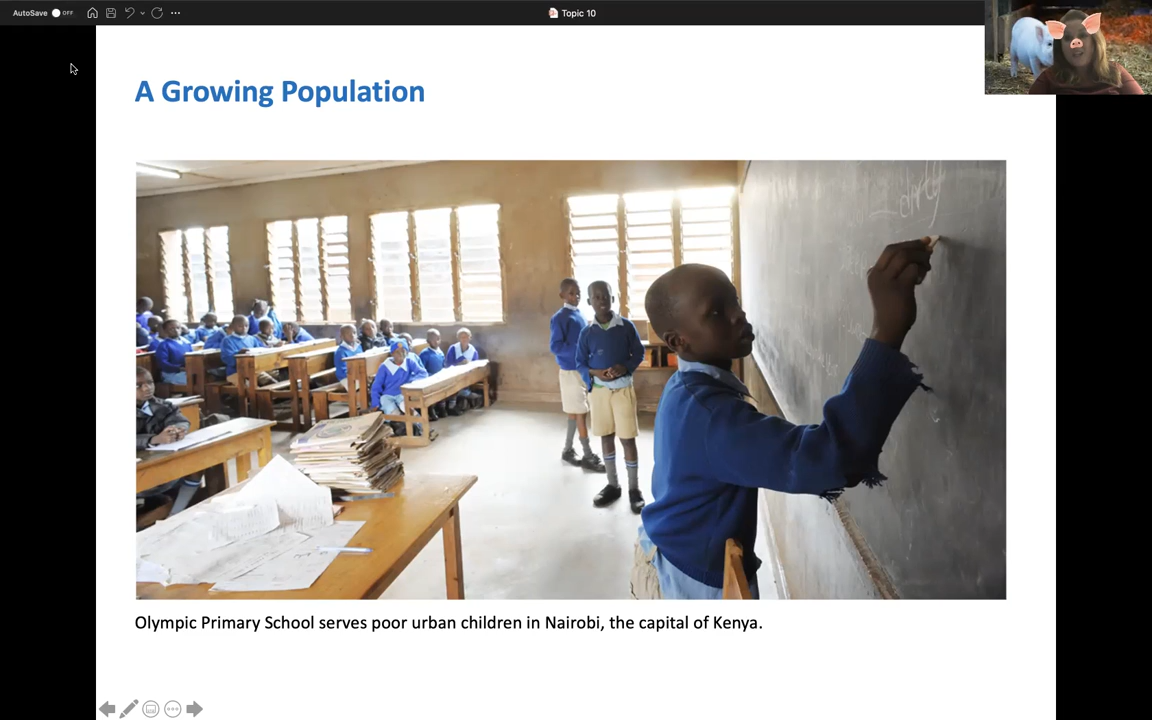 AutoSave OFF
Topic 10
A Growing Population
Olympic Primary School serves poor urban children in Nairobi, the capital of Kenya.